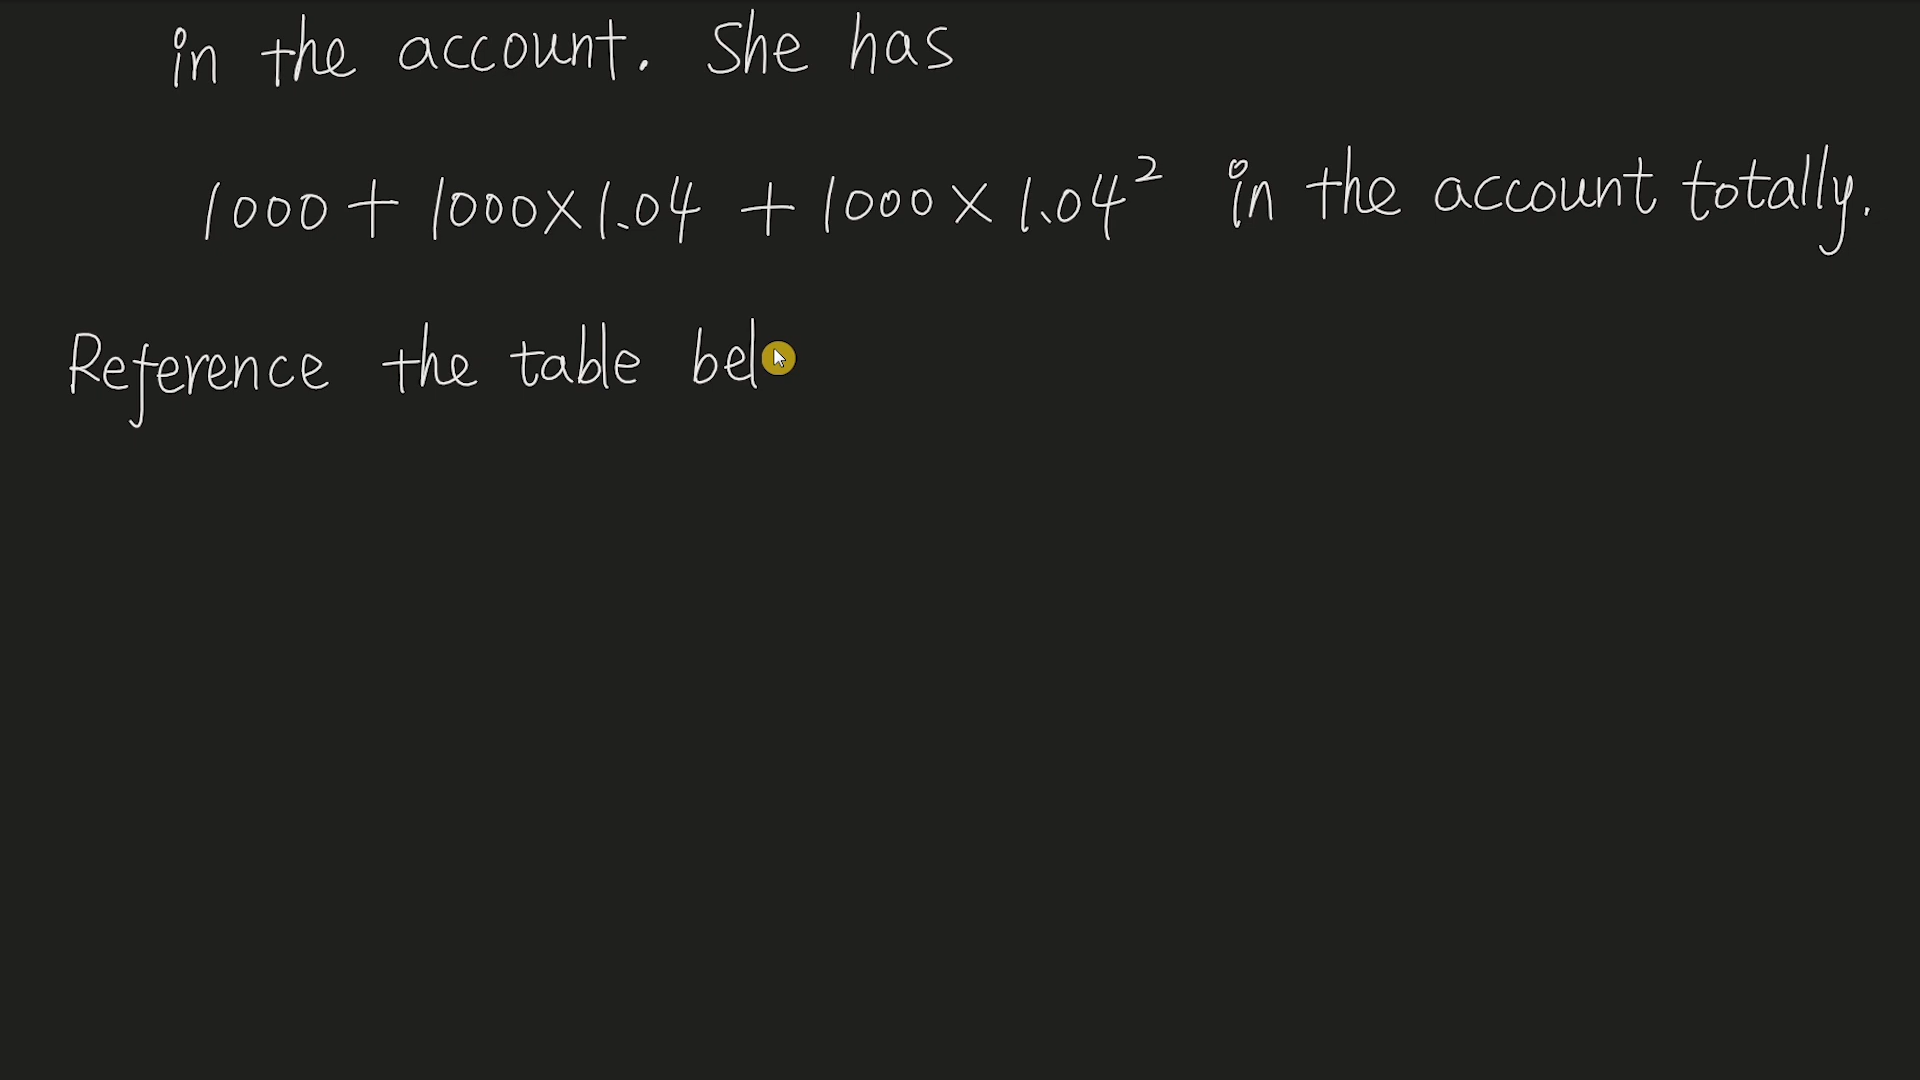 in the account. She has
1000 + 1000×1.04 + 1000 × 1.04² in the account totally.
Reference the table bel